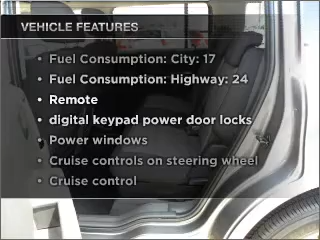 VEHICLE FEATURES
• Fuel Consumption: City: 17
• Fuel Consumption: Highway: 24
• Remote
• digital keypad power door locks
• Power windows
• Cruise controls on steering wheel
• Cruise control